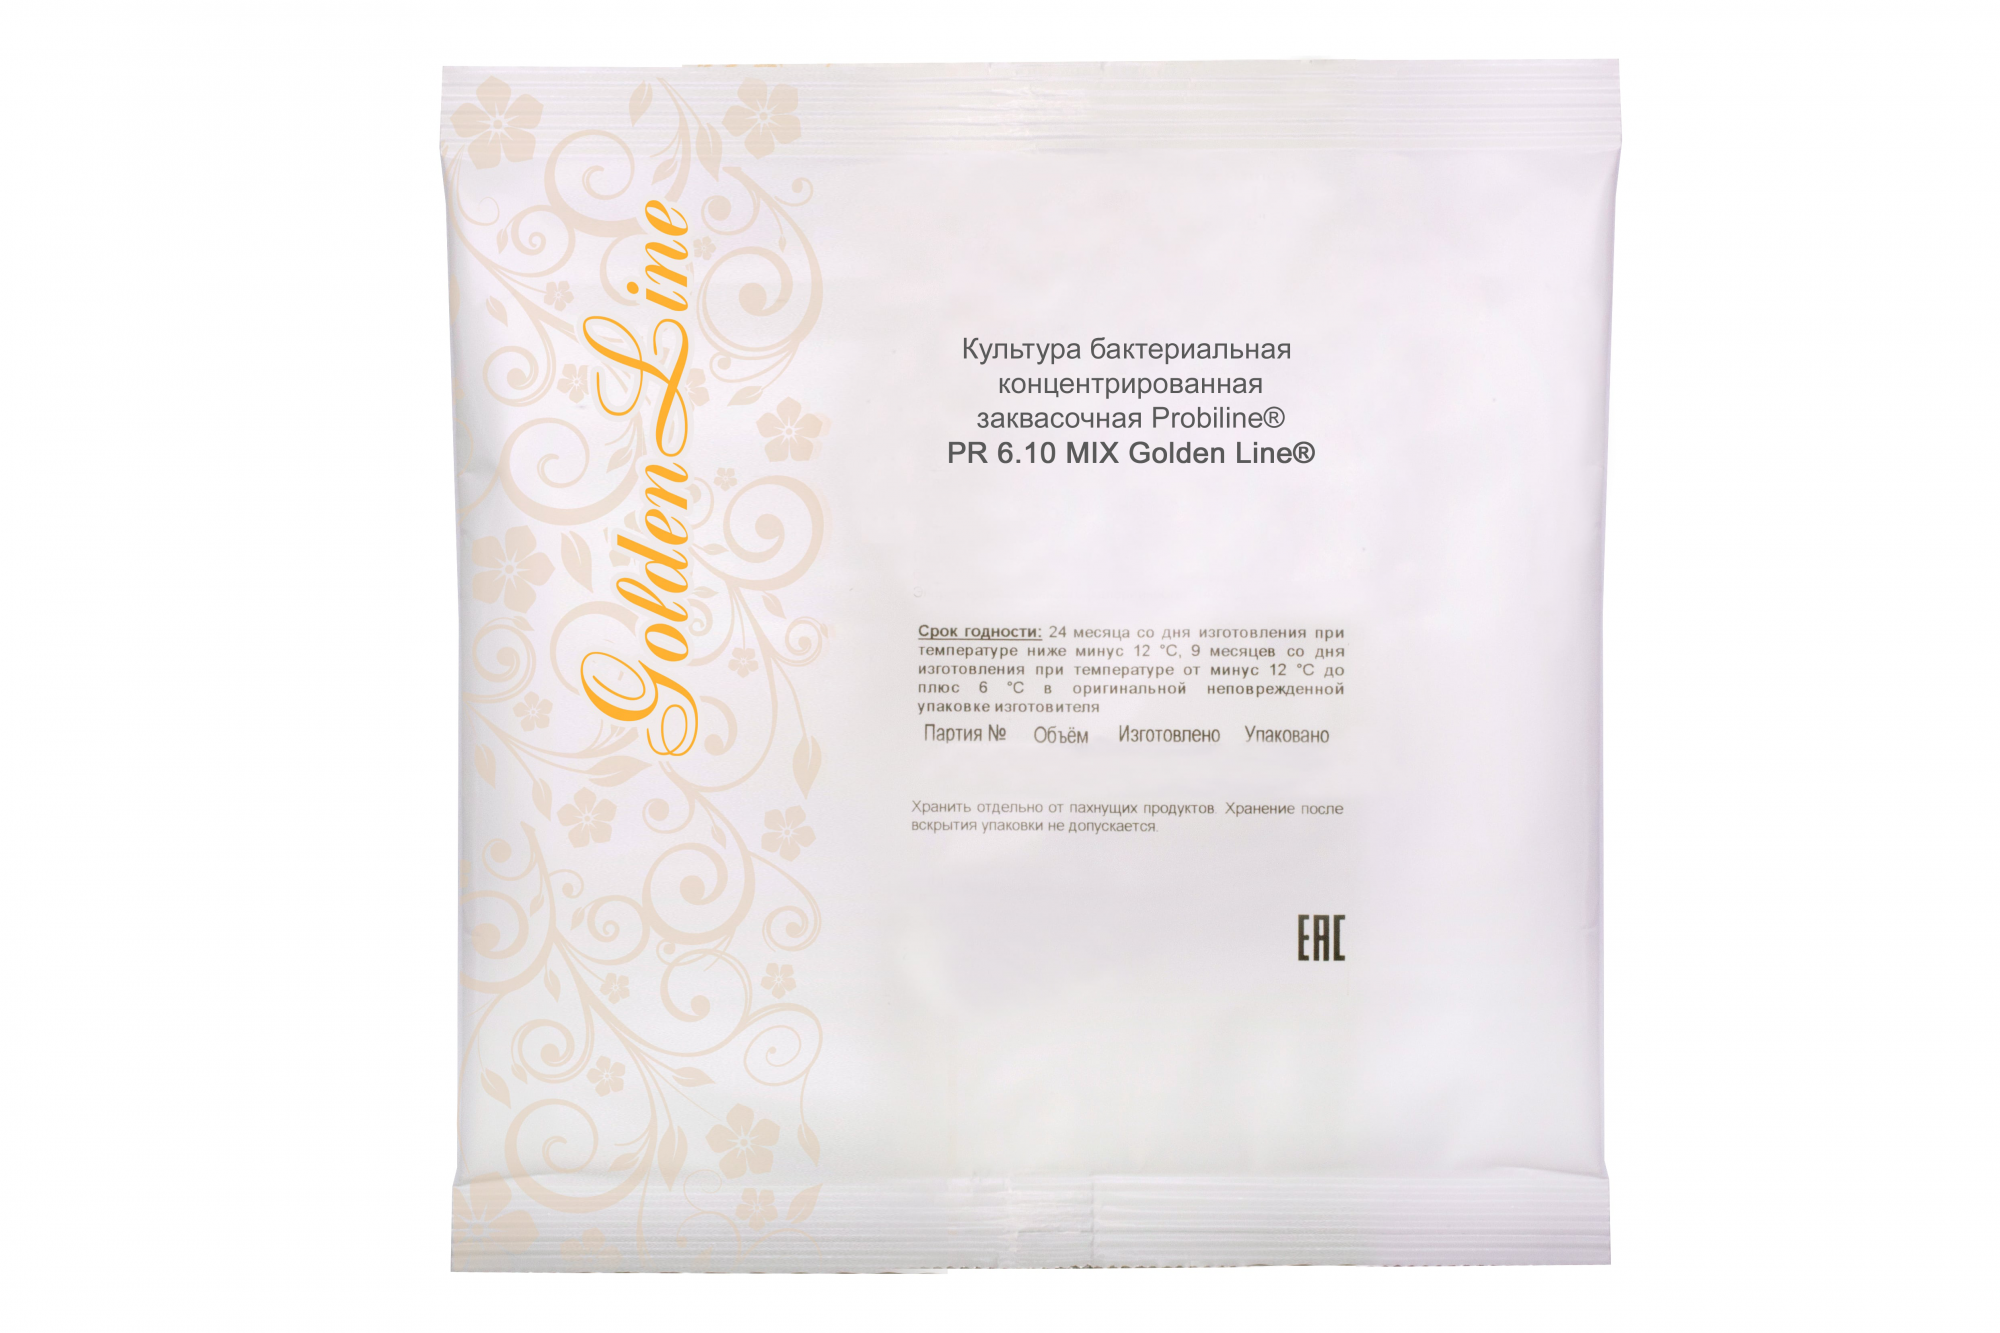 Golden Line
Культура бактериальная
концентрированная
заквасочная Probiline®
PR 6.10 MIX Golden Line®
Срок годности: 24 месяца со дня изготовления при
температуре ниже минус 12 °С, 9 месяцев со дня
изготовления при температуре от минус 12 °С до
плюс 6 °С в оригинальной неповрежденной
упаковке изготовителя
Партия № Объём Изготовлено Упаковано
Хранить отдельно от пахнущих продуктов. Хранение после
вскрытия упаковки не допускается.
EAC